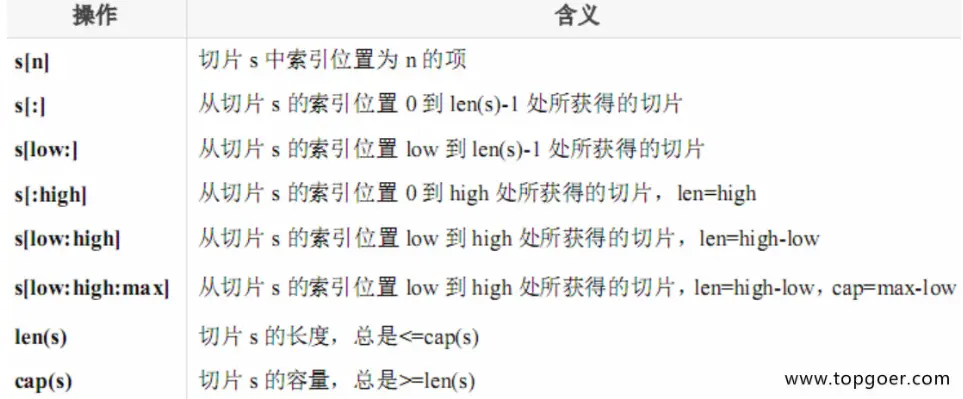 操作 含义
s[n] 切片 s 中索引位置为 n 的项
s[:] 从切片 s 的索引位置 0 到 len(s)-1 处所获得的切片
s[low:] 从切片 s 的索引位置 low 到 len(s)-1 处所获得的切片
s[:high] 从切片 s 的索引位置 0 到 high 处所获得的切片，len=high
s[low:high] 从切片 s 的索引位置 low 到 high 处所获得的切片，len=high-low
s[low:high:max] 从切片 s 的索引位置 low 到 high 处所获得的切片，len=high-low，cap=max-low
len(s) 切片 s 的长度，总是<=cap(s)
cap(s) 切片 s 的容量，总是>=len(s)
www.topgoer.com